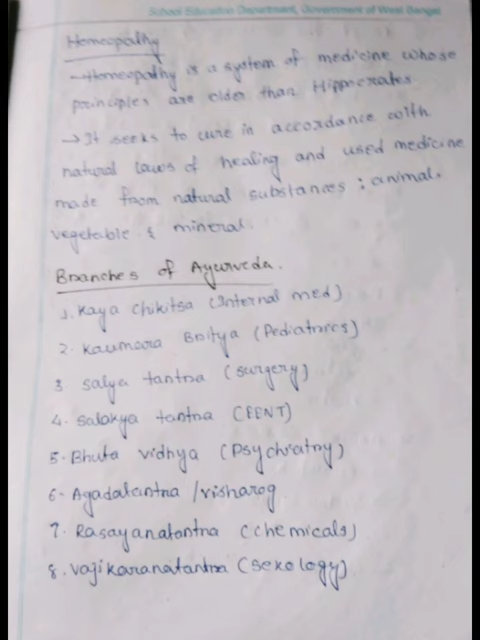 School Education Department, Government of West Bengal
Homeopathy
→Homeopathy is a system of medicine whose
principles are older than Hippocrates
→ It seeks to cure in accordance with
natural laws of healing and used medicine
made from natural substances : animal,
vegetable & mineral.
Branches of Ayurveda.
1. Kaya chikitsa (Internal med)
2. Kaumara Britya (Pediatrics)
3 Salya tantra (surgery)
4. Salakya tantra (EENT)
5. Bhuta vidhya (Psychiatry)
6. Agadatantra /visharog
7. Rasayanatantra (chemicals)
8. Vajikaranatantra (sexology)